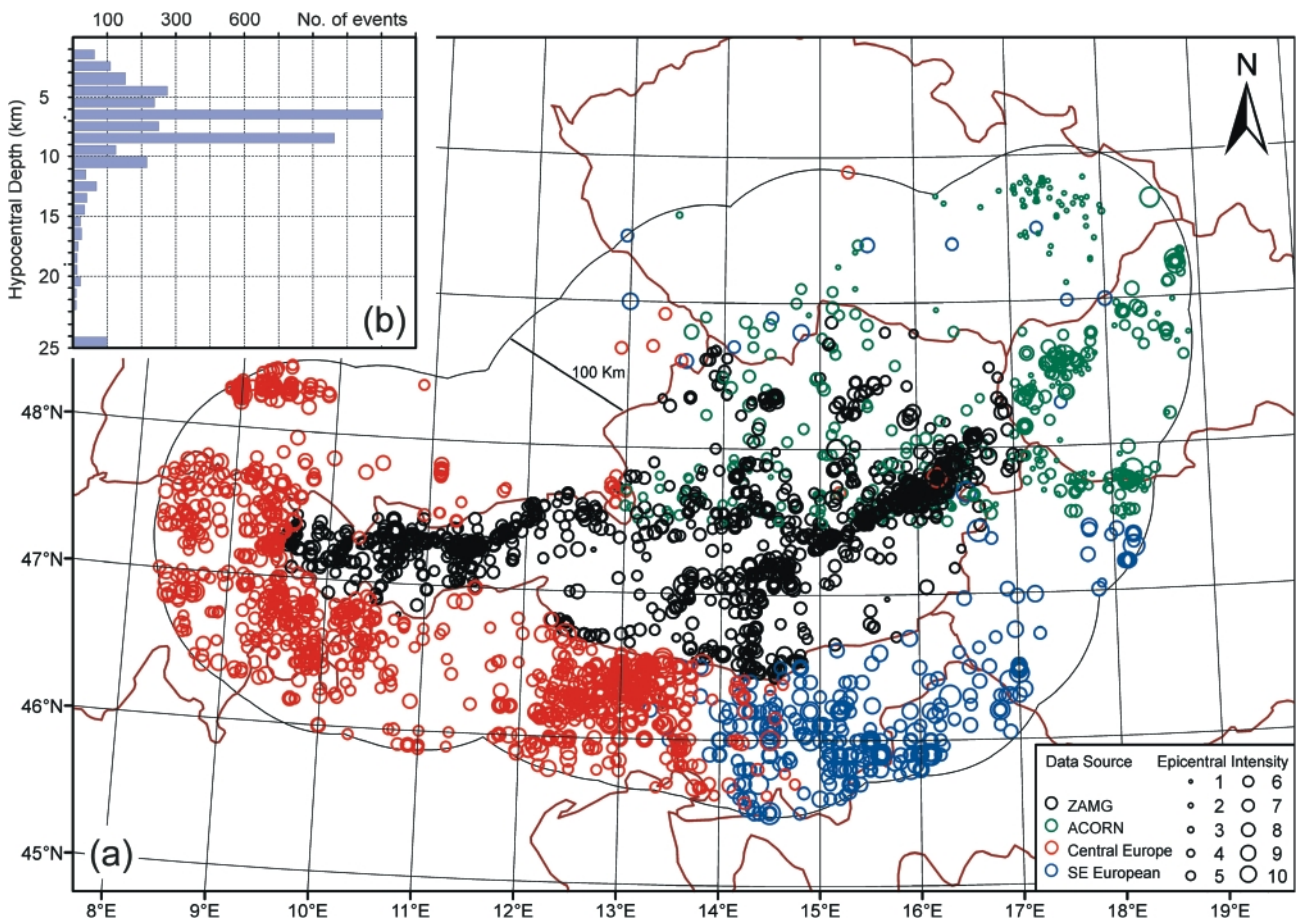 100 300 600 No. of events
Hypocentral Depth (km)
5
10
15
20
25
(b)
N
100 Km
48°N
47°N
46°N
45°N
(a)
Data Source Epicentral Intensity
ZAMG
ACORN
Central Europe
SE European
1 6
2 7
3 8
4 9
5 10
8°E 9°E 10°E 11°E 12°E 13°E 14°E 15°E 16°E 17°E 18°E 19°E